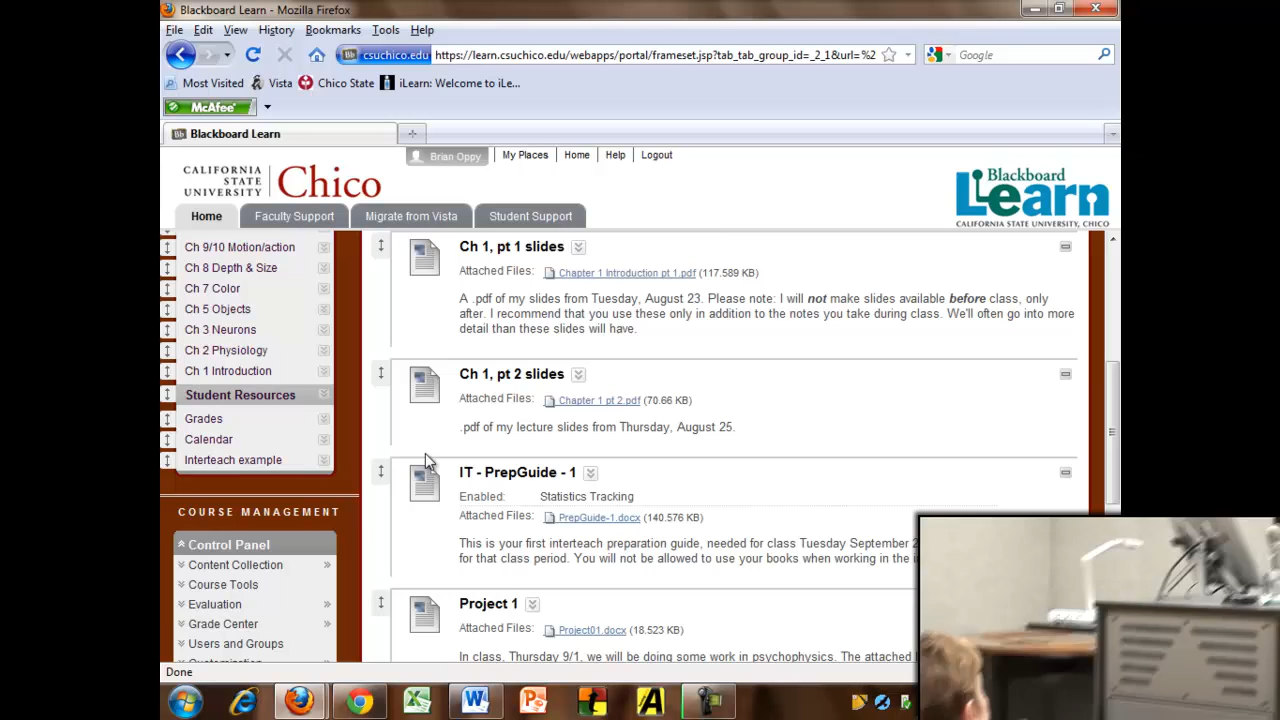 Blackboard Learn - Mozilla Firefox
File Edit View History Bookmarks Tools Help
csuchico.edu https://learn.csuchico.edu/webapps/portal/frameset.jsp?tab_tab_group_id=_2_1&url=%2 Google
Most Visited Vista Chico State iLearn: Welcome to iLe...
McAfee
Blackboard Learn
Brian Oppy My Places Home Help Logout
CALIFORNIA STATE UNIVERSITY Chico
Blackboard Learn
CALIFORNIA STATE UNIVERSITY, CHICO
Home Faculty Support Migrate from Vista Student Support
Ch 9/10 Motion/action
Ch 8 Depth & Size
Ch 7 Color
Ch 5 Objects
Ch 3 Neurons
Ch 2 Physiology
Ch 1 Introduction
Student Resources
Grades
Calendar
Interteach example
COURSE MANAGEMENT
Control Panel
Content Collection
Course Tools
Evaluation
Grade Center
Users and Groups
Customization
Ch 1, pt 1 slides
Attached Files: Chapter 1 Introduction pt 1.pdf (117.589 KB)
A .pdf of my slides from Tuesday, August 23. Please note: I will not make slides available before class, only
after. I recommend that you use these only in addition to the notes you take during class. We'll often go into more
detail than these slides will have.
Ch 1, pt 2 slides
Attached Files: Chapter 1 pt 2.pdf (70.66 KB)
.pdf of my lecture slides from Thursday, August 25.
IT - PrepGuide - 1
Enabled: Statistics Tracking
Attached Files: PrepGuide-1.docx (140.576 KB)
This is your first interteach preparation guide, needed for class Tuesday September 2
for that class period. You will not be allowed to use your books when working in the i
Project 1
Attached Files: Project01.docx (18.523 KB)
In class, Thursday 9/1, we will be doing some work in psychophysics. The attached
Done